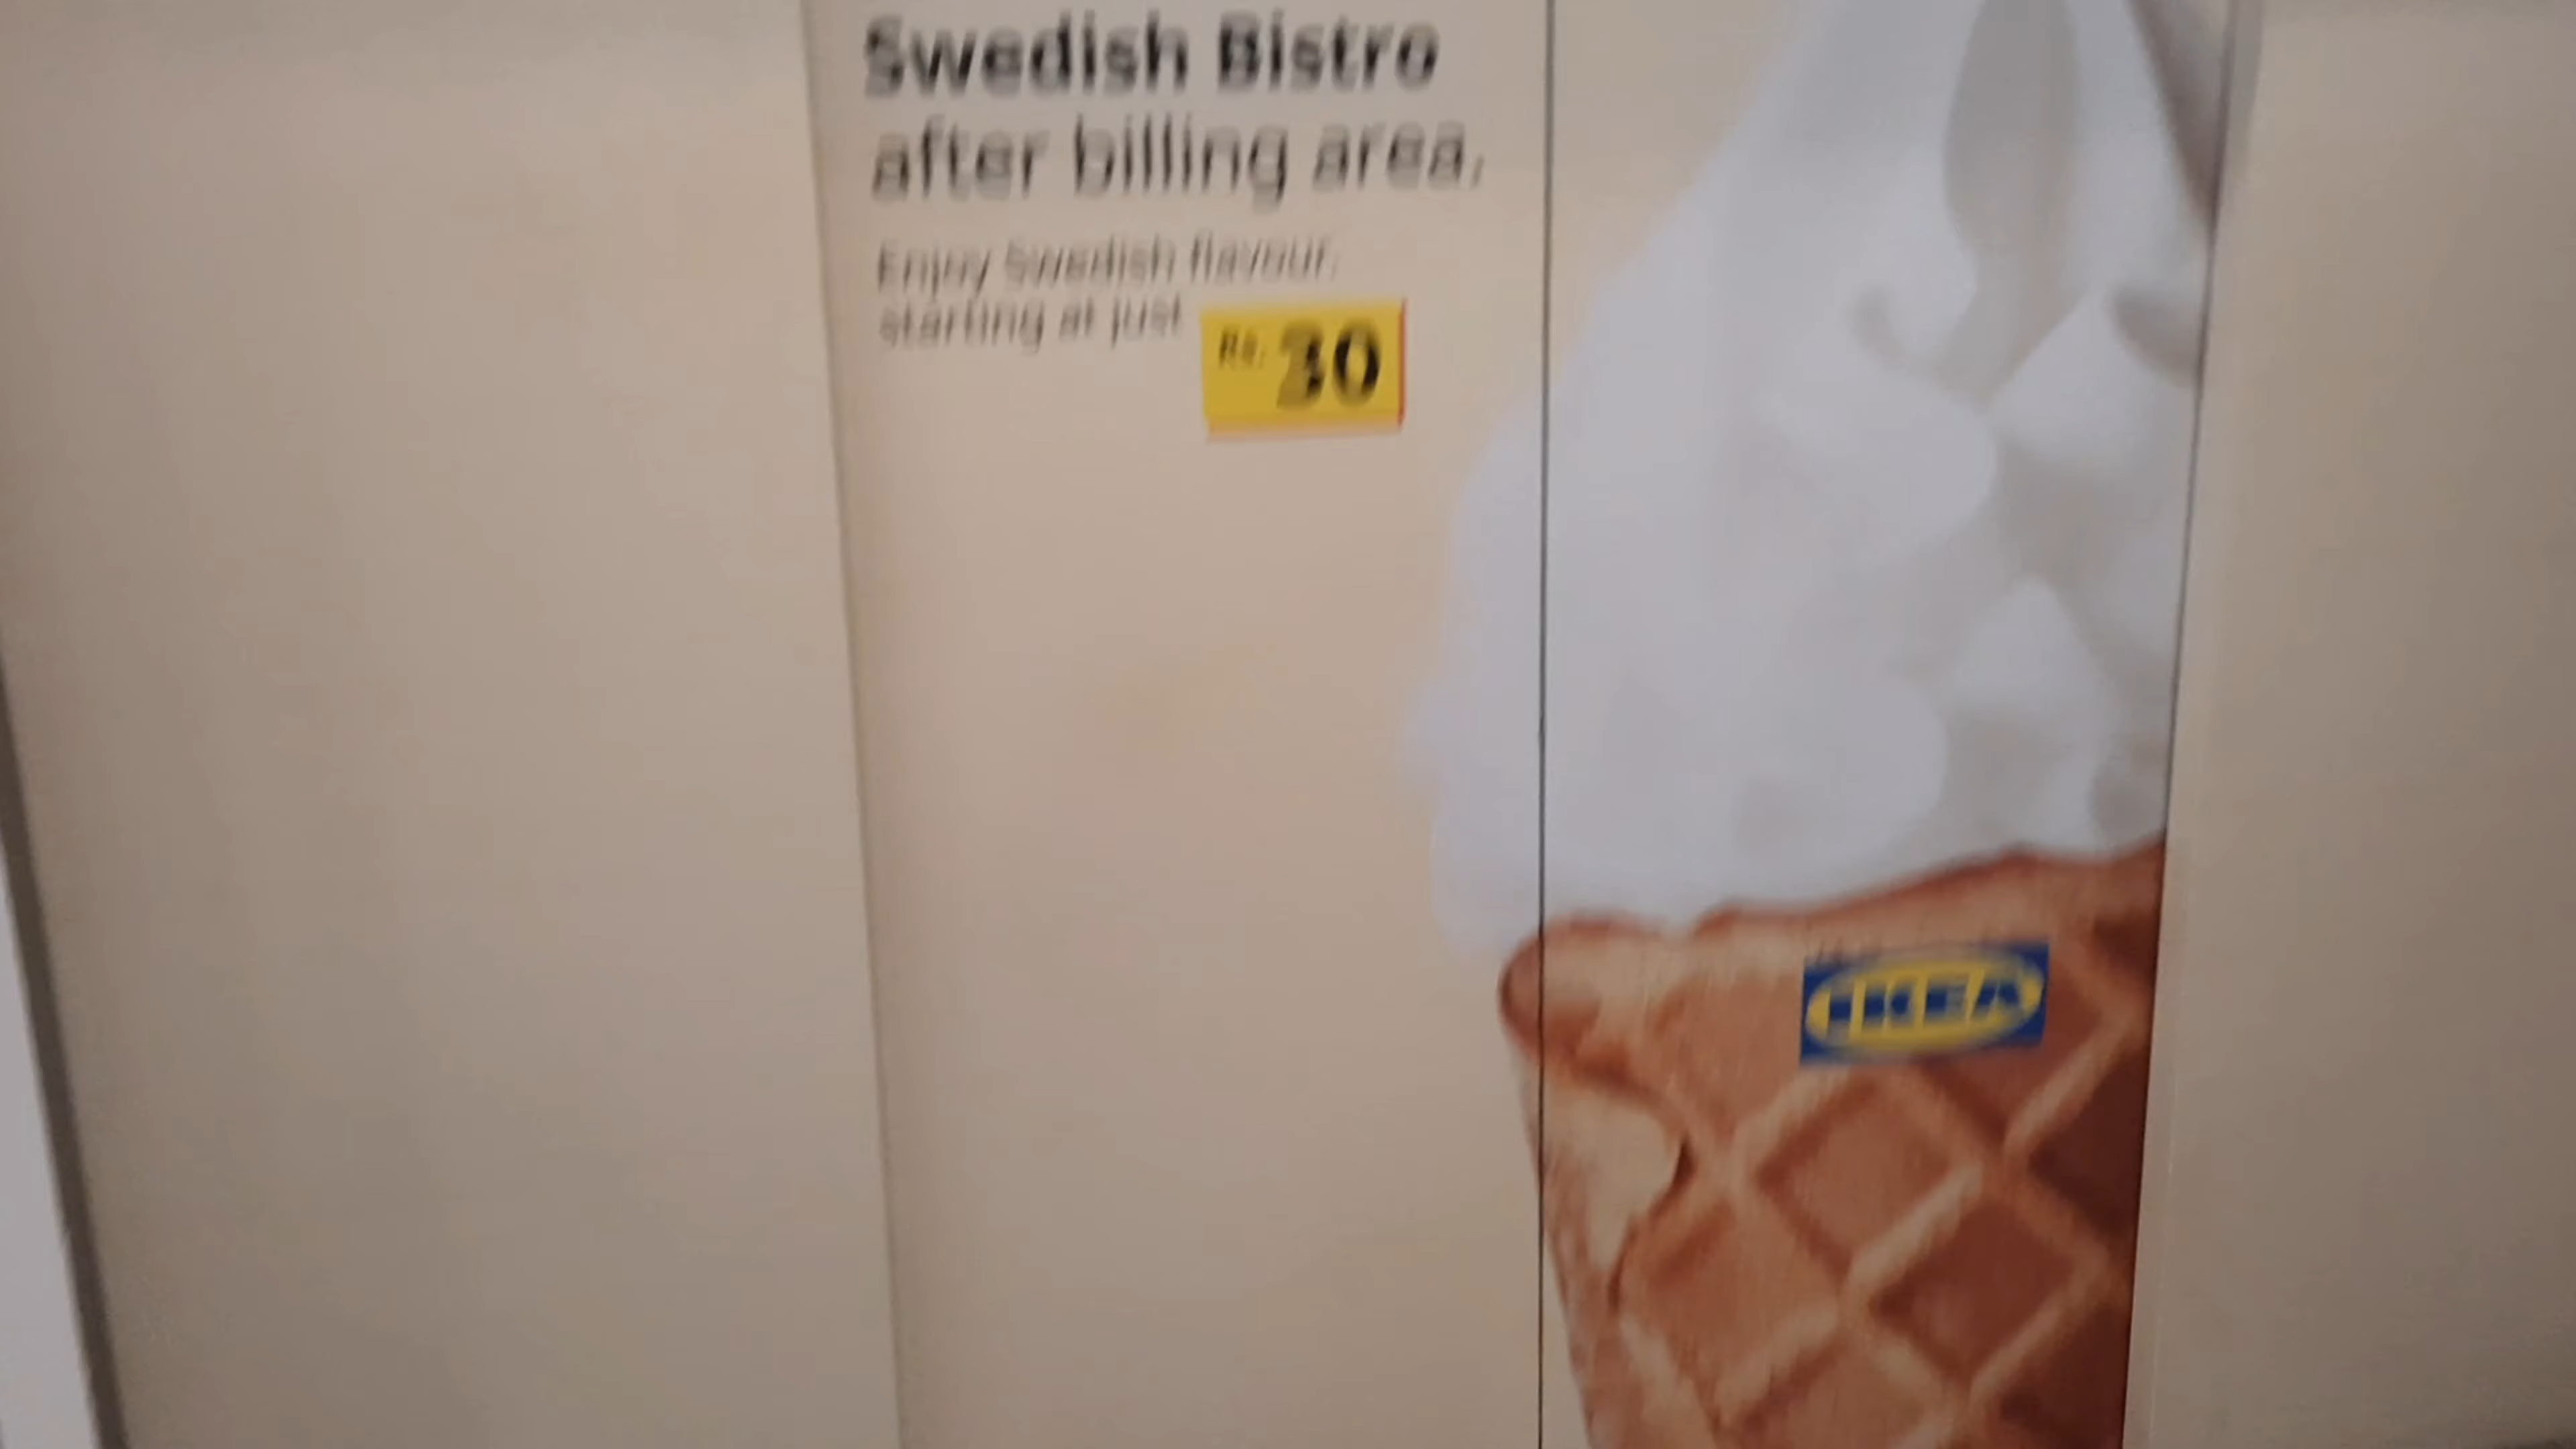 Swedish Bistro
after billing area,
Enjoy Swedish flavour,
starting at just
Rs. 30
IKEA